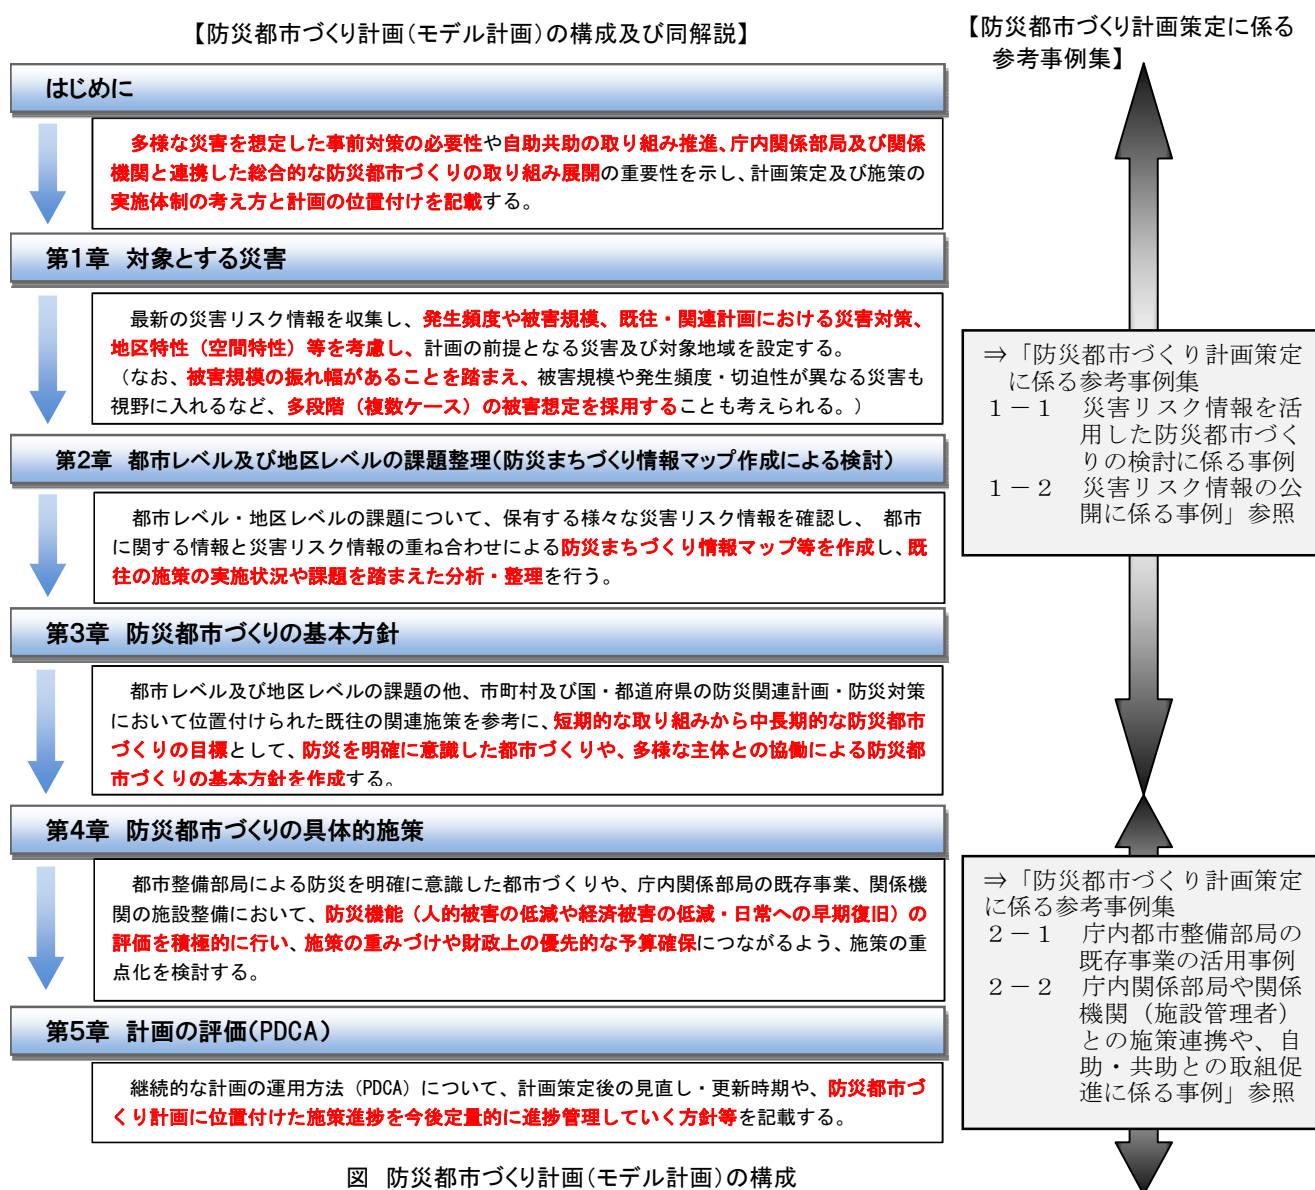 【防災都市づくり計画(モデル計画)の構成及び同解説】
はじめに
多様な災害を想定した事前対策の必要性や自助共助の取り組み推進、庁内関係部局及び関係
機関と連携した総合的な防災都市づくりの取り組み展開の重要性を示し、計画策定及び施策の
実施体制の考え方と計画の位置付けを記載する。
第1章 対象とする災害
最新の災害リスク情報を収集し、発生頻度や被害規模、既往・関連計画における災害対策、
地区特性（空間特性）等を考慮し、計画の前提となる災害及び対象地域を設定する。
（なお、被害規模の振れ幅があることを踏まえ、被害規模や発生頻度・切迫性が異なる災害も
視野に入れるなど、多段階（複数ケース）の被害想定を採用することも考えられる。）
第2章 都市レベル及び地区レベルの課題整理(防災まちづくり情報マップ作成による検討)
都市レベル・地区レベルの課題について、保有する様々な災害リスク情報を確認し、 都市
に関する情報と災害リスク情報の重ね合わせによる防災まちづくり情報マップ等を作成し、既
往の施策の実施状況や課題を踏まえた分析・整理を行う。
第3章 防災都市づくりの基本方針
都市レベル及び地区レベルの課題の他、市町村及び国・都道府県の防災関連計画・防災対策
において位置付けられた既往の関連施策を参考に、短期的な取り組みから中長期的な防災都市
づくりの目標として、防災を明確に意識した都市づくりや、多様な主体との協働による防災都
市づくりの基本方針を作成する。
第4章 防災都市づくりの具体的施策
都市整備部局による防災を明確に意識した都市づくりや、庁内関係部局の既存事業、関係機
関の施設整備において、防災機能（人的被害の低減や経済被害の低減・日常への早期復旧）の
評価を積極的に行い、施策の重みづけや財政上の優先的な予算確保につながるよう、施策の重
点化を検討する。
第5章 計画の評価(PDCA)
継続的な計画の運用方法（PDCA）について、計画策定後の見直し・更新時期や、防災都市づ
くり計画に位置付けた施策進捗を今後定量的に進捗管理していく方針等を記載する。
図 防災都市づくり計画(モデル計画)の構成
【防災都市づくり計画策定に係る
参考事例集】
⇒「防災都市づくり計画策定
に係る参考事例集
１－１ 災害リスク情報を活
用した防災都市づく
りの検討に係る事例
１－２ 災害リスク情報の公
開に係る事例」参照
⇒「防災都市づくり計画策定
に係る参考事例集
２－１ 庁内都市整備部局の
既存事業の活用事例
２－２ 庁内関係部局や関係
機関（施設管理者）
との施策連携や、自
助・共助との取組促
進に係る事例」参照